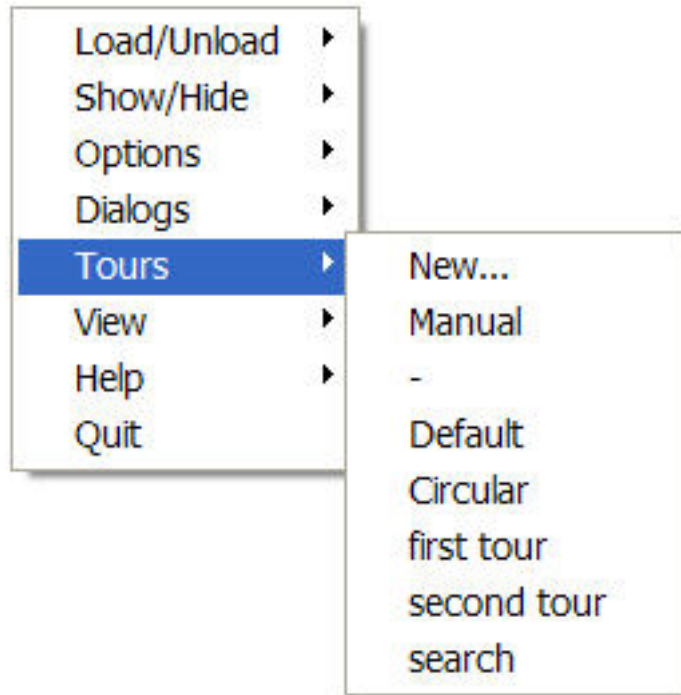 Load/Unload
Show/Hide
Options
Dialogs
Tours
View
Help
Quit
New...
Manual
-
Default
Circular
first tour
second tour
search